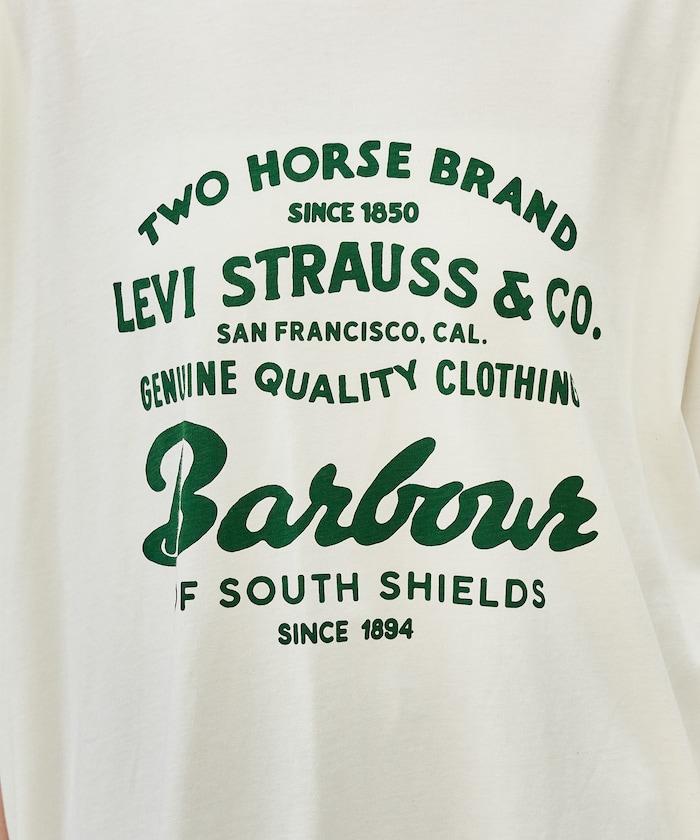 TWO HORSE BRAND
SINCE 1850
LEVI STRAUSS & CO.
SAN FRANCISCO, CAL.
GENUINE QUALITY CLOTHING
Barbour
OF SOUTH SHIELDS
SINCE 1894